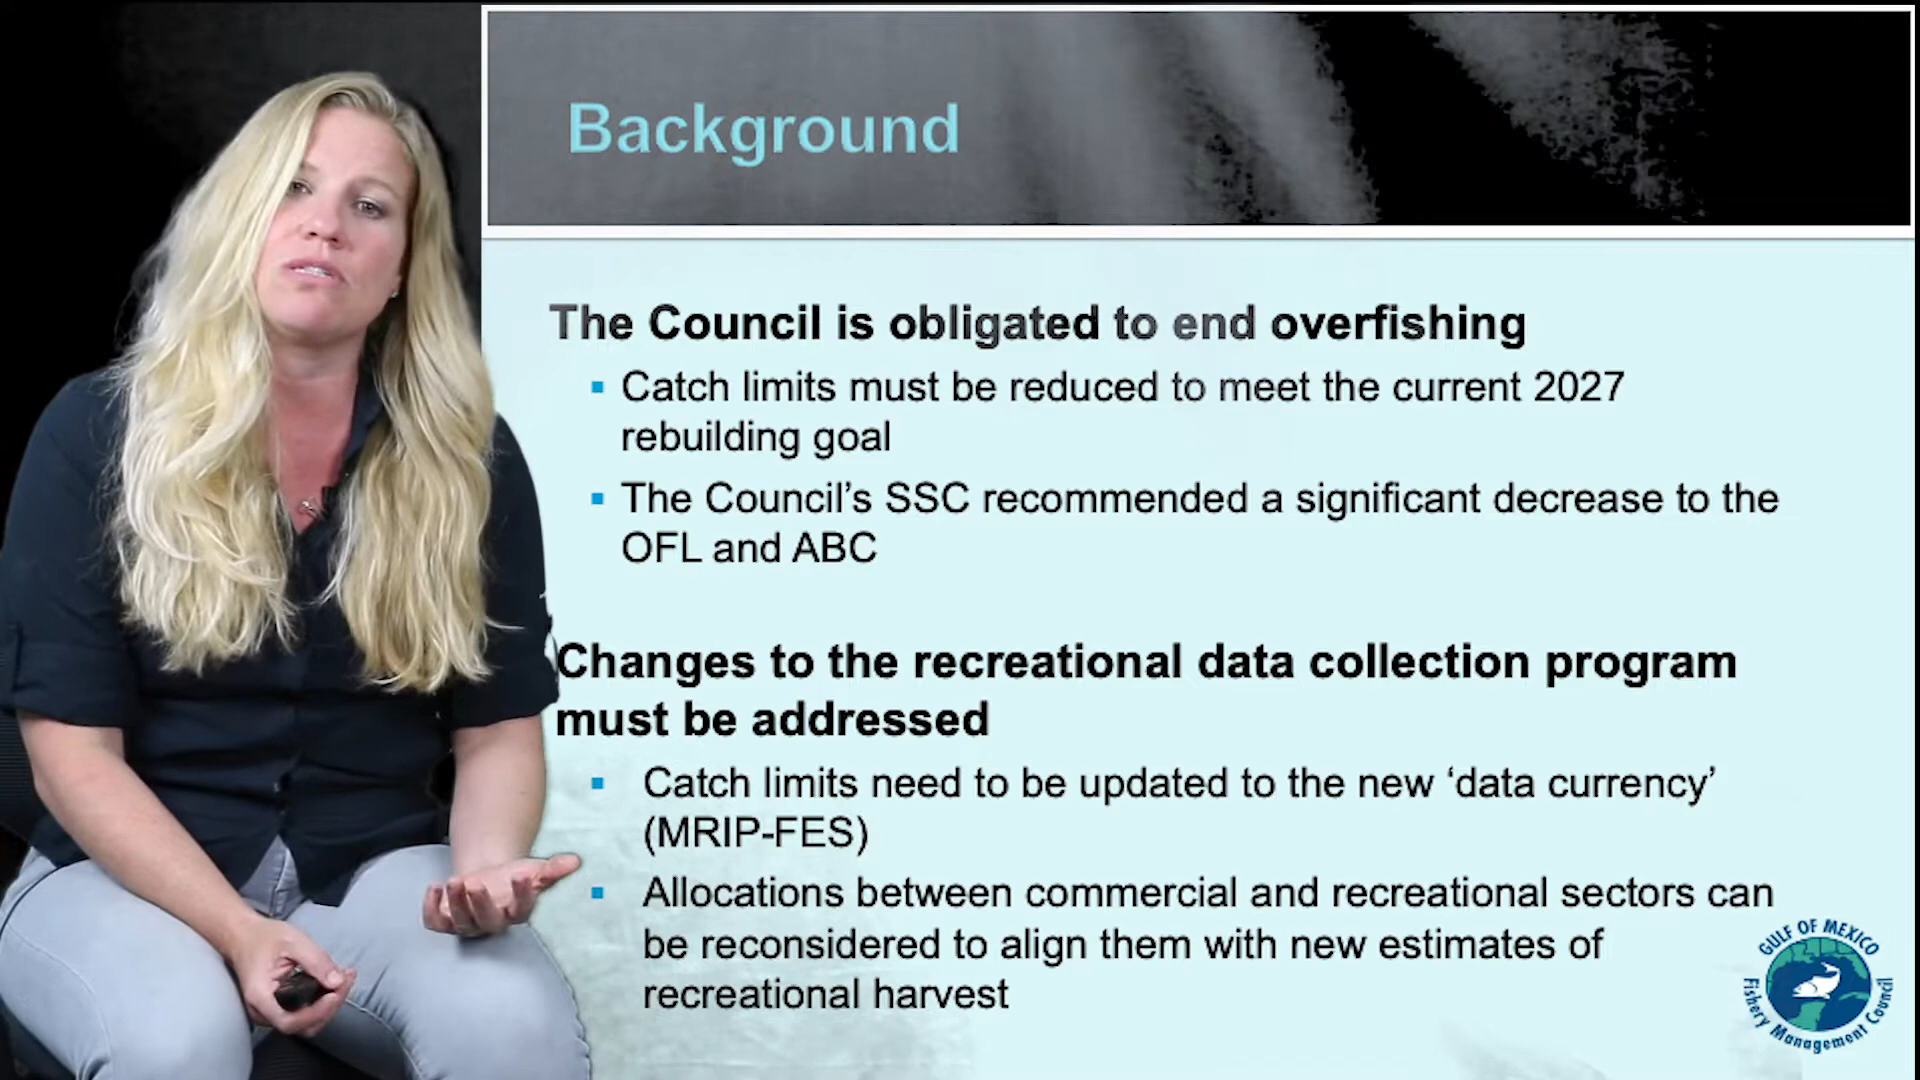 Background
The Council is obligated to end overfishing
▪ Catch limits must be reduced to meet the current 2027
rebuilding goal
▪ The Council’s SSC recommended a significant decrease to the
OFL and ABC
Changes to the recreational data collection program
must be addressed
▪ Catch limits need to be updated to the new ‘data currency’
(MRIP-FES)
▪ Allocations between commercial and recreational sectors can
be reconsidered to align them with new estimates of
recreational harvest
GULF OF MEXICO
Fishery Management Council